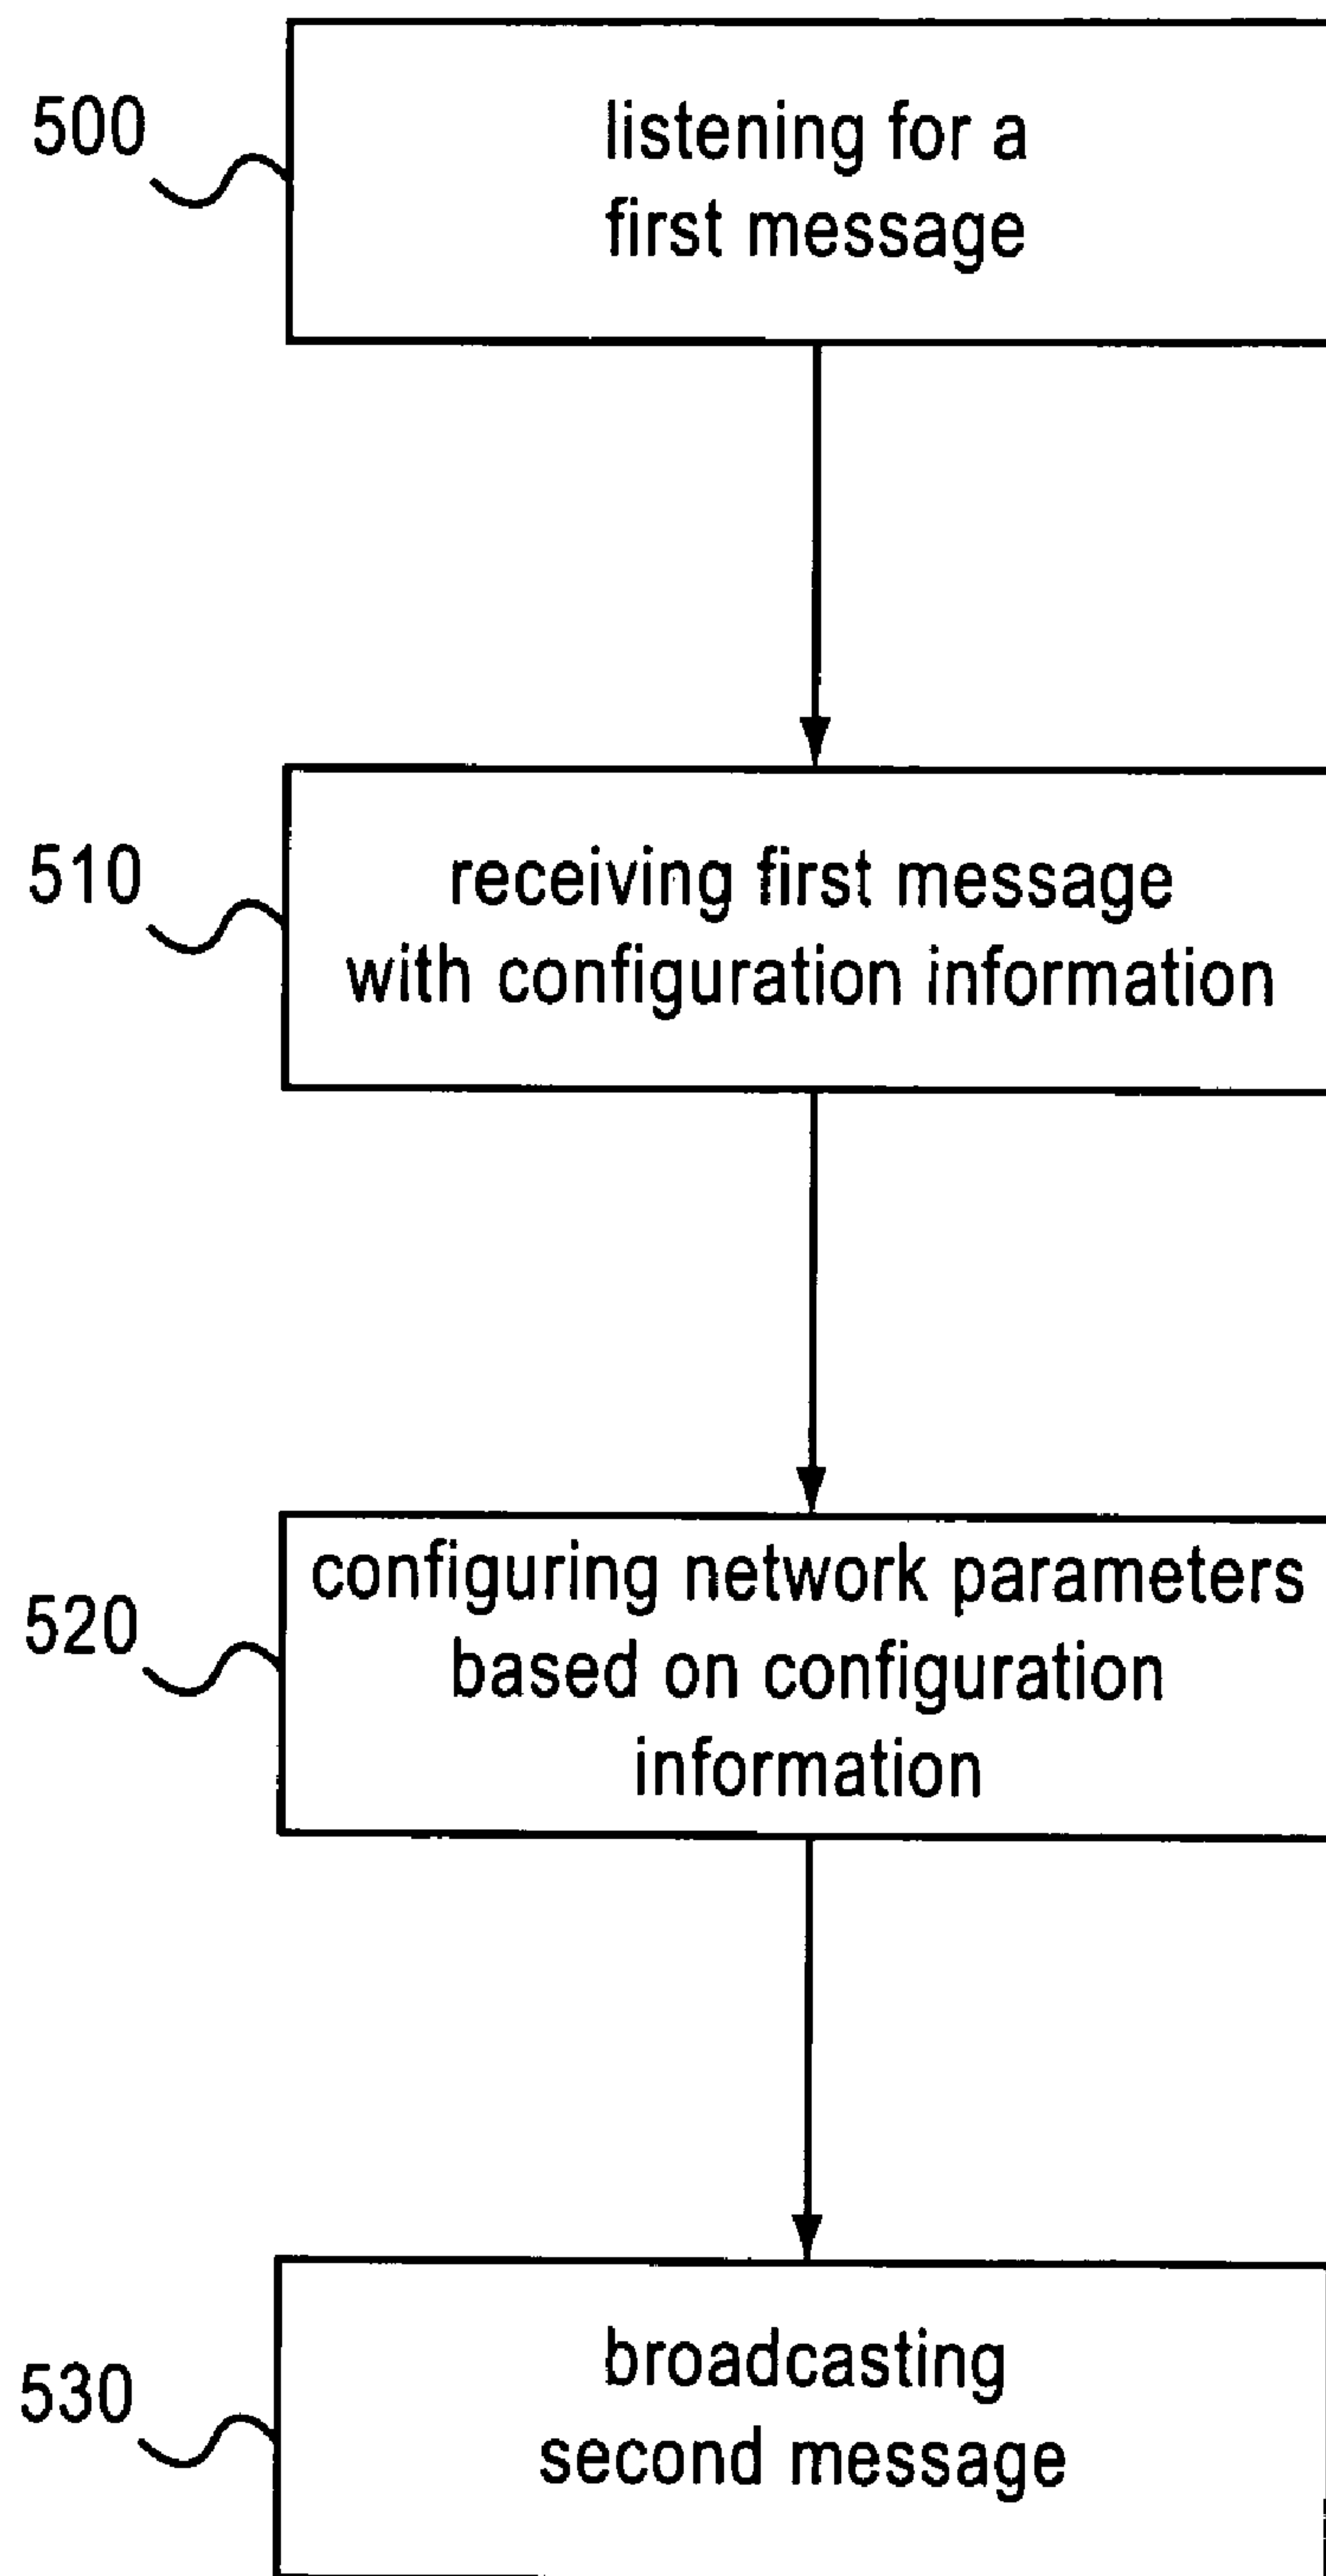 500
listening for a
first message
510
receiving first message
with configuration information
520
configuring network parameters
based on configuration
information
530
broadcasting
second message